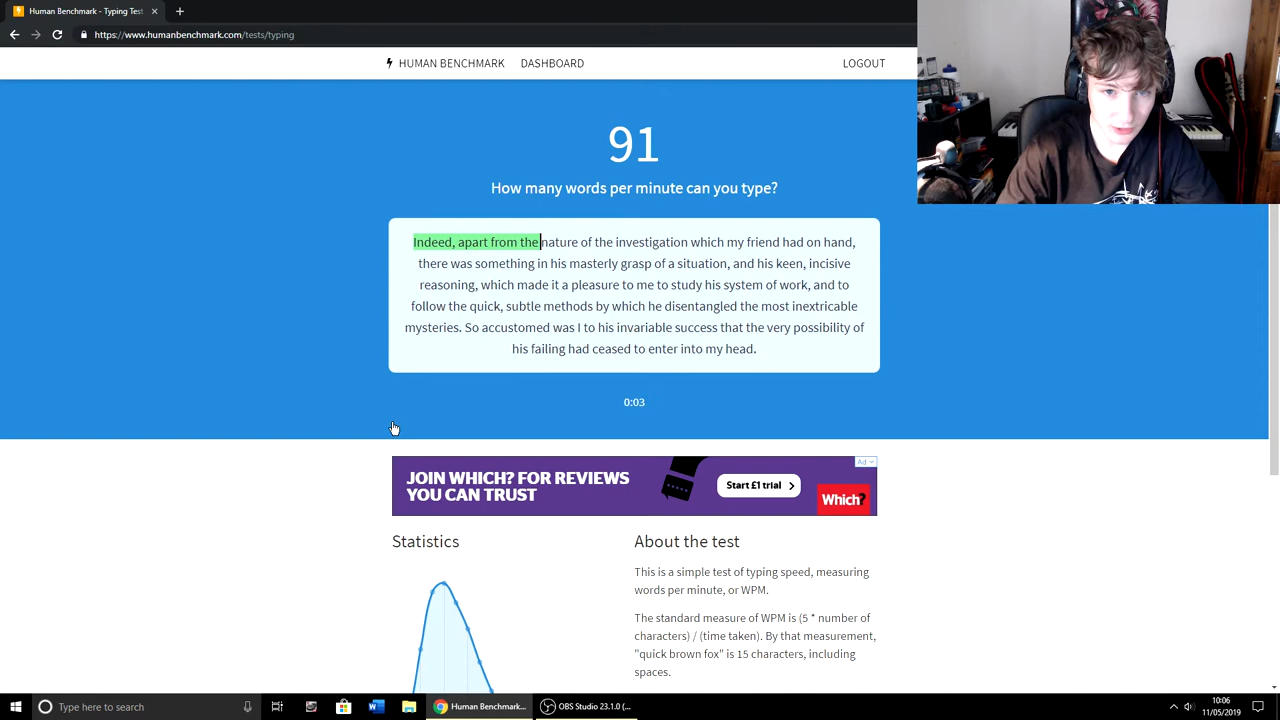 Human Benchmark - Typing Test
https://www.humanbenchmark.com/tests/typing
HUMAN BENCHMARK DASHBOARD LOGOUT
91
How many words per minute can you type?
Indeed, apart from the nature of the investigation which my friend had on hand,
there was something in his masterly grasp of a situation, and his keen, incisive
reasoning, which made it a pleasure to me to study his system of work, and to
follow the quick, subtle methods by which he disentangled the most inextricable
mysteries. So accustomed was I to his invariable success that the very possibility of
his failing had ceased to enter into my head.
0:03
Ad
JOIN WHICH? FOR REVIEWS
YOU CAN TRUST
Start £1 trial
Which?
Statistics
About the test
This is a simple test of typing speed, measuring
words per minute, or WPM.
The standard measure of WPM is (5 * number of
characters) / (time taken). By that measurement,
"quick brown fox" is 15 characters, including
spaces.
Type here to search
Human Benchmark...
OBS Studio 23.1.0 (...
10:06
11/05/2019